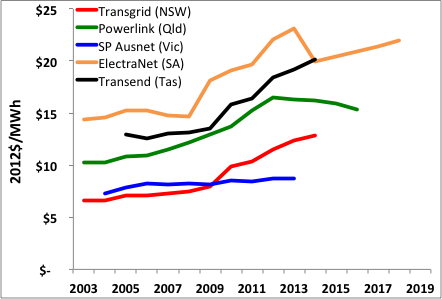 $25
$20
$15
$10
$5
$-
2012$/MWh
Transgrid (NSW)
Powerlink (Qld)
SP Ausnet (Vic)
ElectraNet (SA)
Transend (Tas)
2003 2005 2007 2009 2011 2013 2015 2017 2019